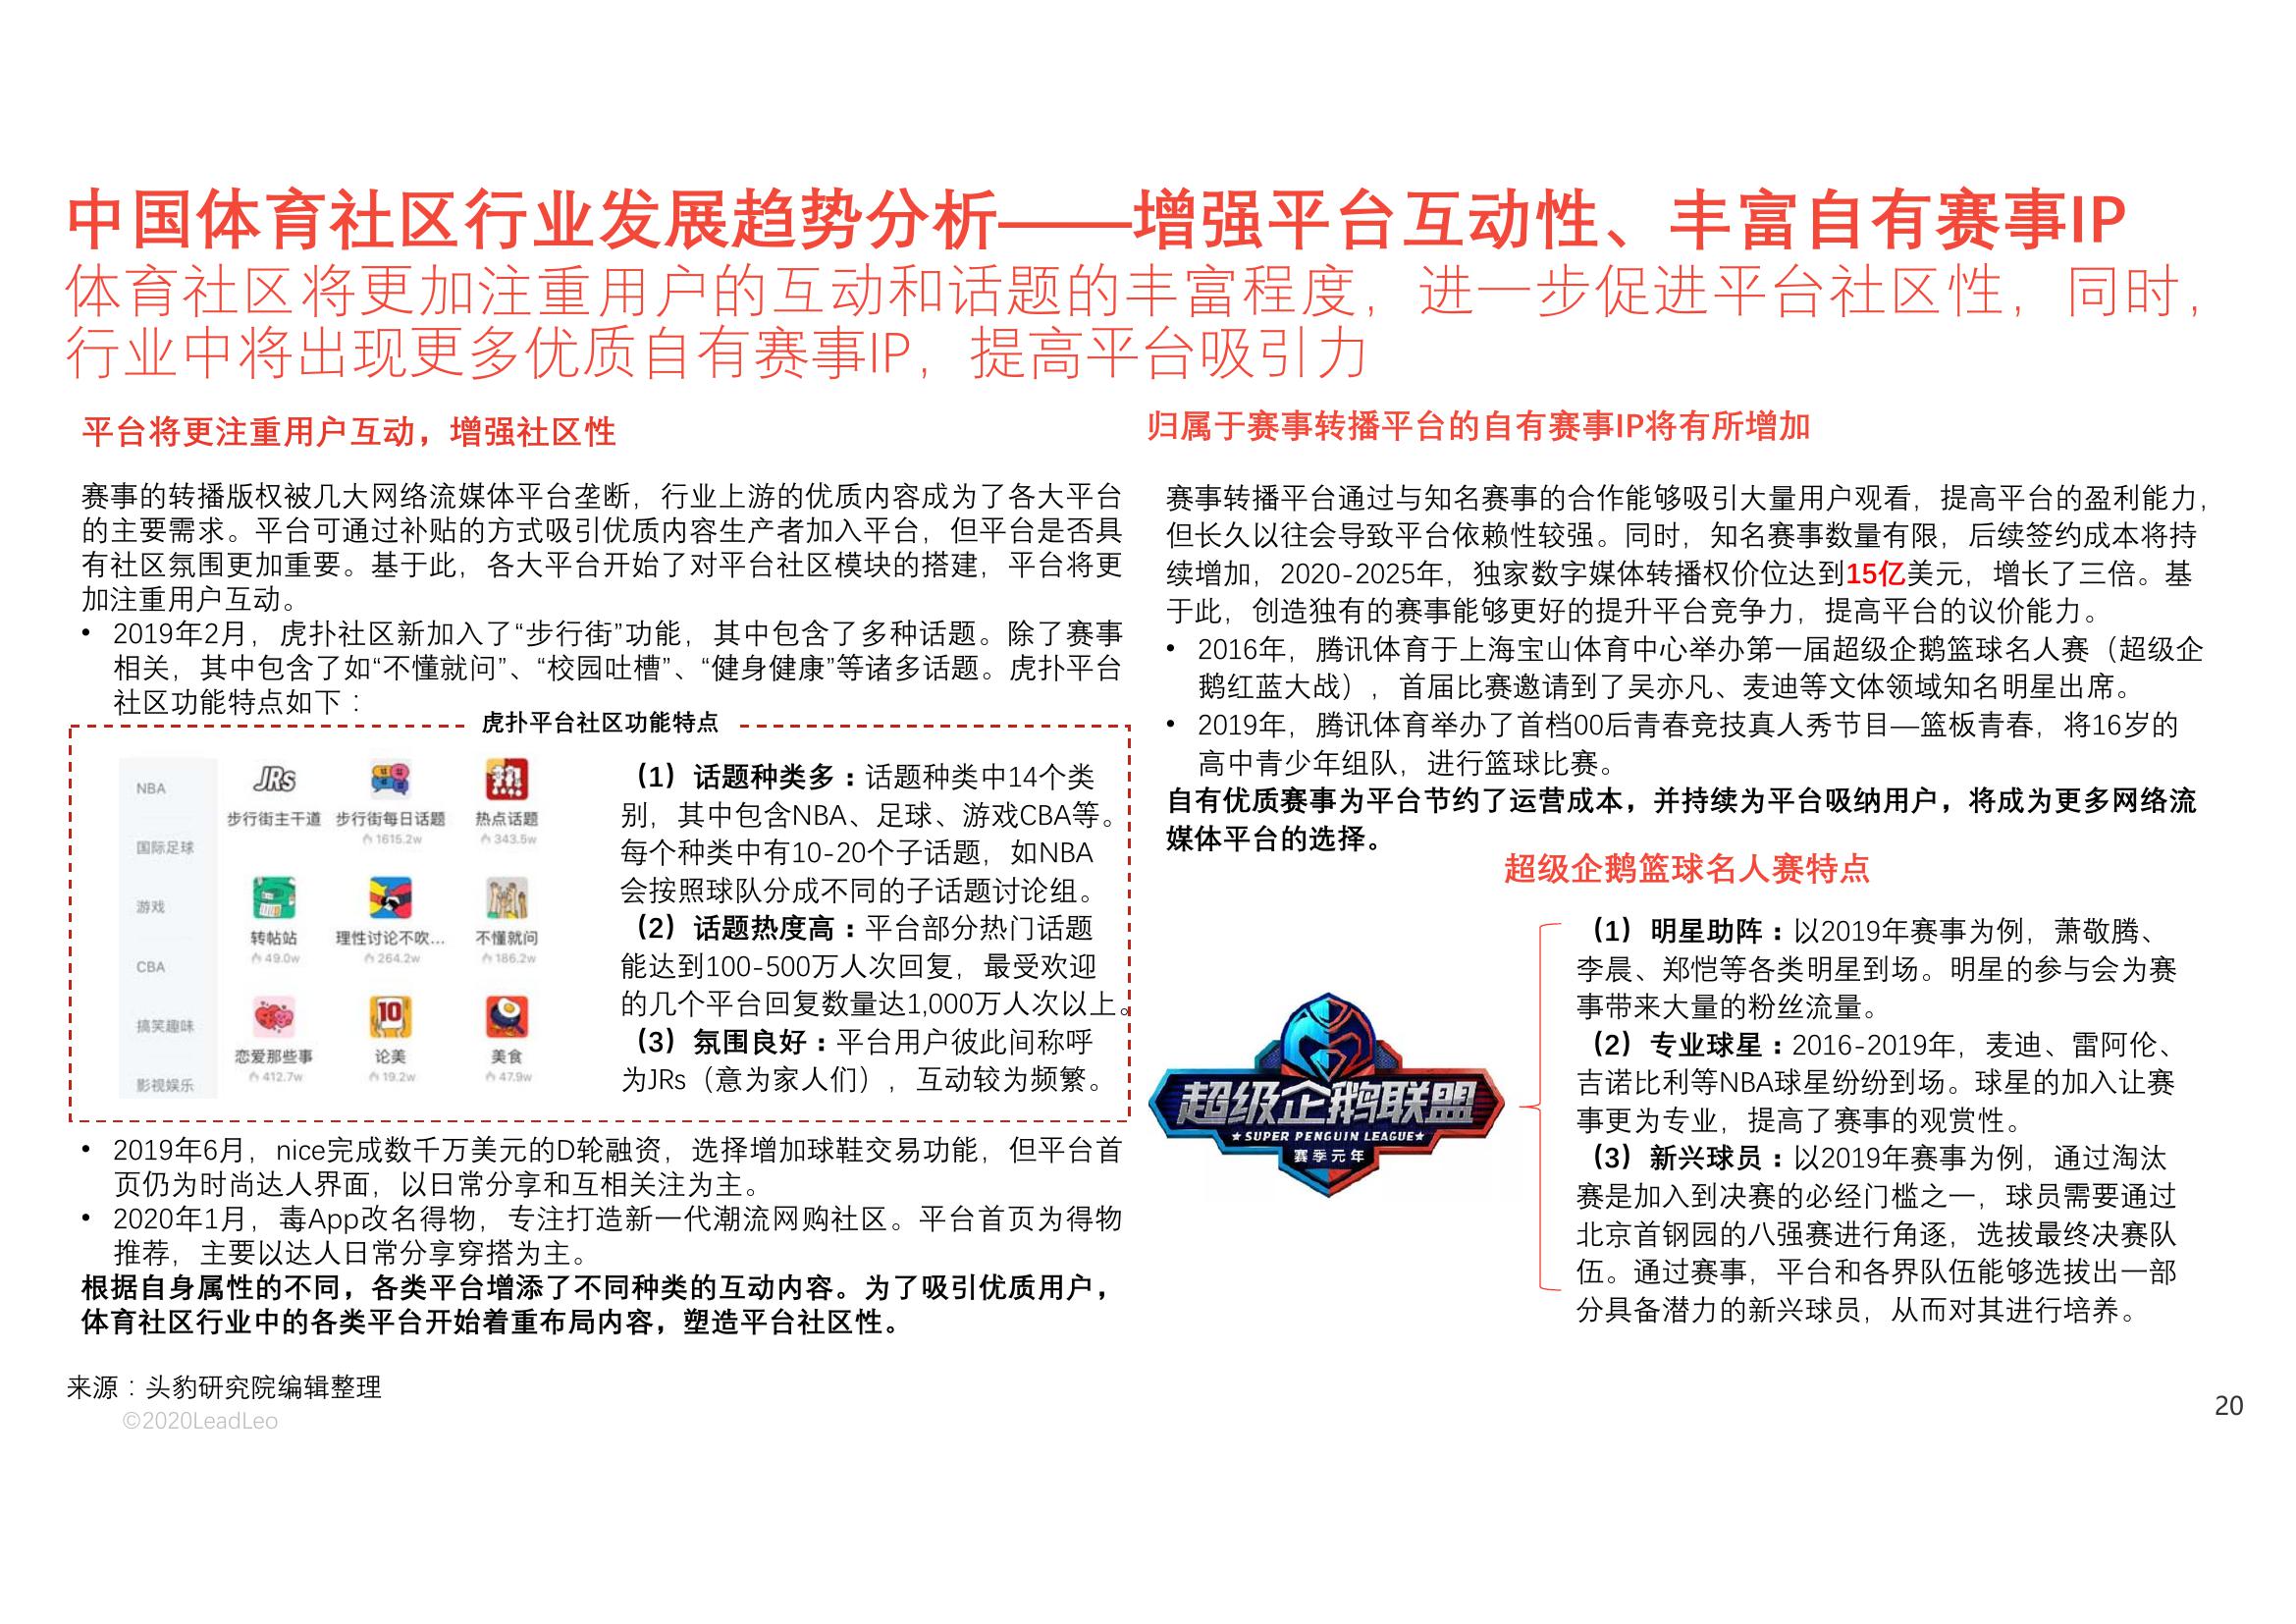 中国体育社区行业发展趋势分析——增强平台互动性、丰富自有赛事IP
体育社区将更加注重用户的互动和话题的丰富程度，进一步促进平台社区性，同时，
行业中将出现更多优质自有赛事IP，提高平台吸引力
平台将更注重用户互动，增强社区性
赛事的转播版权被几大网络流媒体平台垄断，行业上游的优质内容成为了各大平台
的主要需求。平台可通过补贴的方式吸引优质内容生产者加入平台，但平台是否具
有社区氛围更加重要。基于此，各大平台开始了对平台社区模块的搭建，平台将更
加注重用户互动。
• 2019年2月，虎扑社区新加入了“步行街”功能，其中包含了多种话题。除了赛事
相关，其中包含了如“不懂就问”、“校园吐槽”、“健身健康”等诸多话题。虎扑平台
社区功能特点如下：
虎扑平台社区功能特点
NBA
国际足球
游戏
CBA
搞笑趣味
影视娱乐
JRs
步行街主干道 步行街每日话题 热点话题
1615.2w 343.5w
转帖站 理性讨论不吹... 不懂就问
49.0w 264.2w 186.2w
10
恋爱那些事 论美 美食
412.7w 19.2w 47.9w
（1）话题种类多：话题种类中14个类
别，其中包含NBA、足球、游戏CBA等。
每个种类中有10-20个子话题，如NBA
会按照球队分成不同的子话题讨论组。
（2）话题热度高：平台部分热门话题
能达到100-500万人次回复，最受欢迎
的几个平台回复数量达1,000万人次以上。
（3）氛围良好：平台用户彼此间称呼
为JRs（意为家人们），互动较为频繁。
• 2019年6月，nice完成数千万美元的D轮融资，选择增加球鞋交易功能，但平台首
页仍为时尚达人界面，以日常分享和互相关注为主。
• 2020年1月，毒App改名得物，专注打造新一代潮流网购社区。平台首页为得物
推荐，主要以达人日常分享穿搭为主。
根据自身属性的不同，各类平台增添了不同种类的互动内容。为了吸引优质用户，
体育社区行业中的各类平台开始着重布局内容，塑造平台社区性。
归属于赛事转播平台的自有赛事IP将有所增加
赛事转播平台通过与知名赛事的合作能够吸引大量用户观看，提高平台的盈利能力，
但长久以往会导致平台依赖性较强。同时，知名赛事数量有限，后续签约成本将持
续增加，2020-2025年，独家数字媒体转播权价位达到15亿美元，增长了三倍。基
于此，创造独有的赛事能够更好的提升平台竞争力，提高平台的议价能力。
• 2016年，腾讯体育于上海宝山体育中心举办第一届超级企鹅篮球名人赛（超级企
鹅红蓝大战），首届比赛邀请到了吴亦凡、麦迪等文体领域知名明星出席。
• 2019年，腾讯体育举办了首档00后青春竞技真人秀节目—篮板青春，将16岁的
高中青少年组队，进行篮球比赛。
自有优质赛事为平台节约了运营成本，并持续为平台吸纳用户，将成为更多网络流
媒体平台的选择。
超级企鹅篮球名人赛特点
超级企鹅联盟
★SUPER PENGUIN LEAGUE★
赛季元年
（1）明星助阵：以2019年赛事为例，萧敬腾、
李晨、郑恺等各类明星到场。明星的参与会为赛
事带来大量的粉丝流量。
（2）专业球星：2016-2019年，麦迪、雷阿伦、
吉诺比利等NBA球星纷纷到场。球星的加入让赛
事更为专业，提高了赛事的观赏性。
（3）新兴球员：以2019年赛事为例，通过淘汰
赛是加入到决赛的必经门槛之一，球员需要通过
北京首钢园的八强赛进行角逐，选拔最终决赛队
伍。通过赛事，平台和各界队伍能够选拔出一部
分具备潜力的新兴球员，从而对其进行培养。
来源：头豹研究院编辑整理
©2020LeadLeo
20